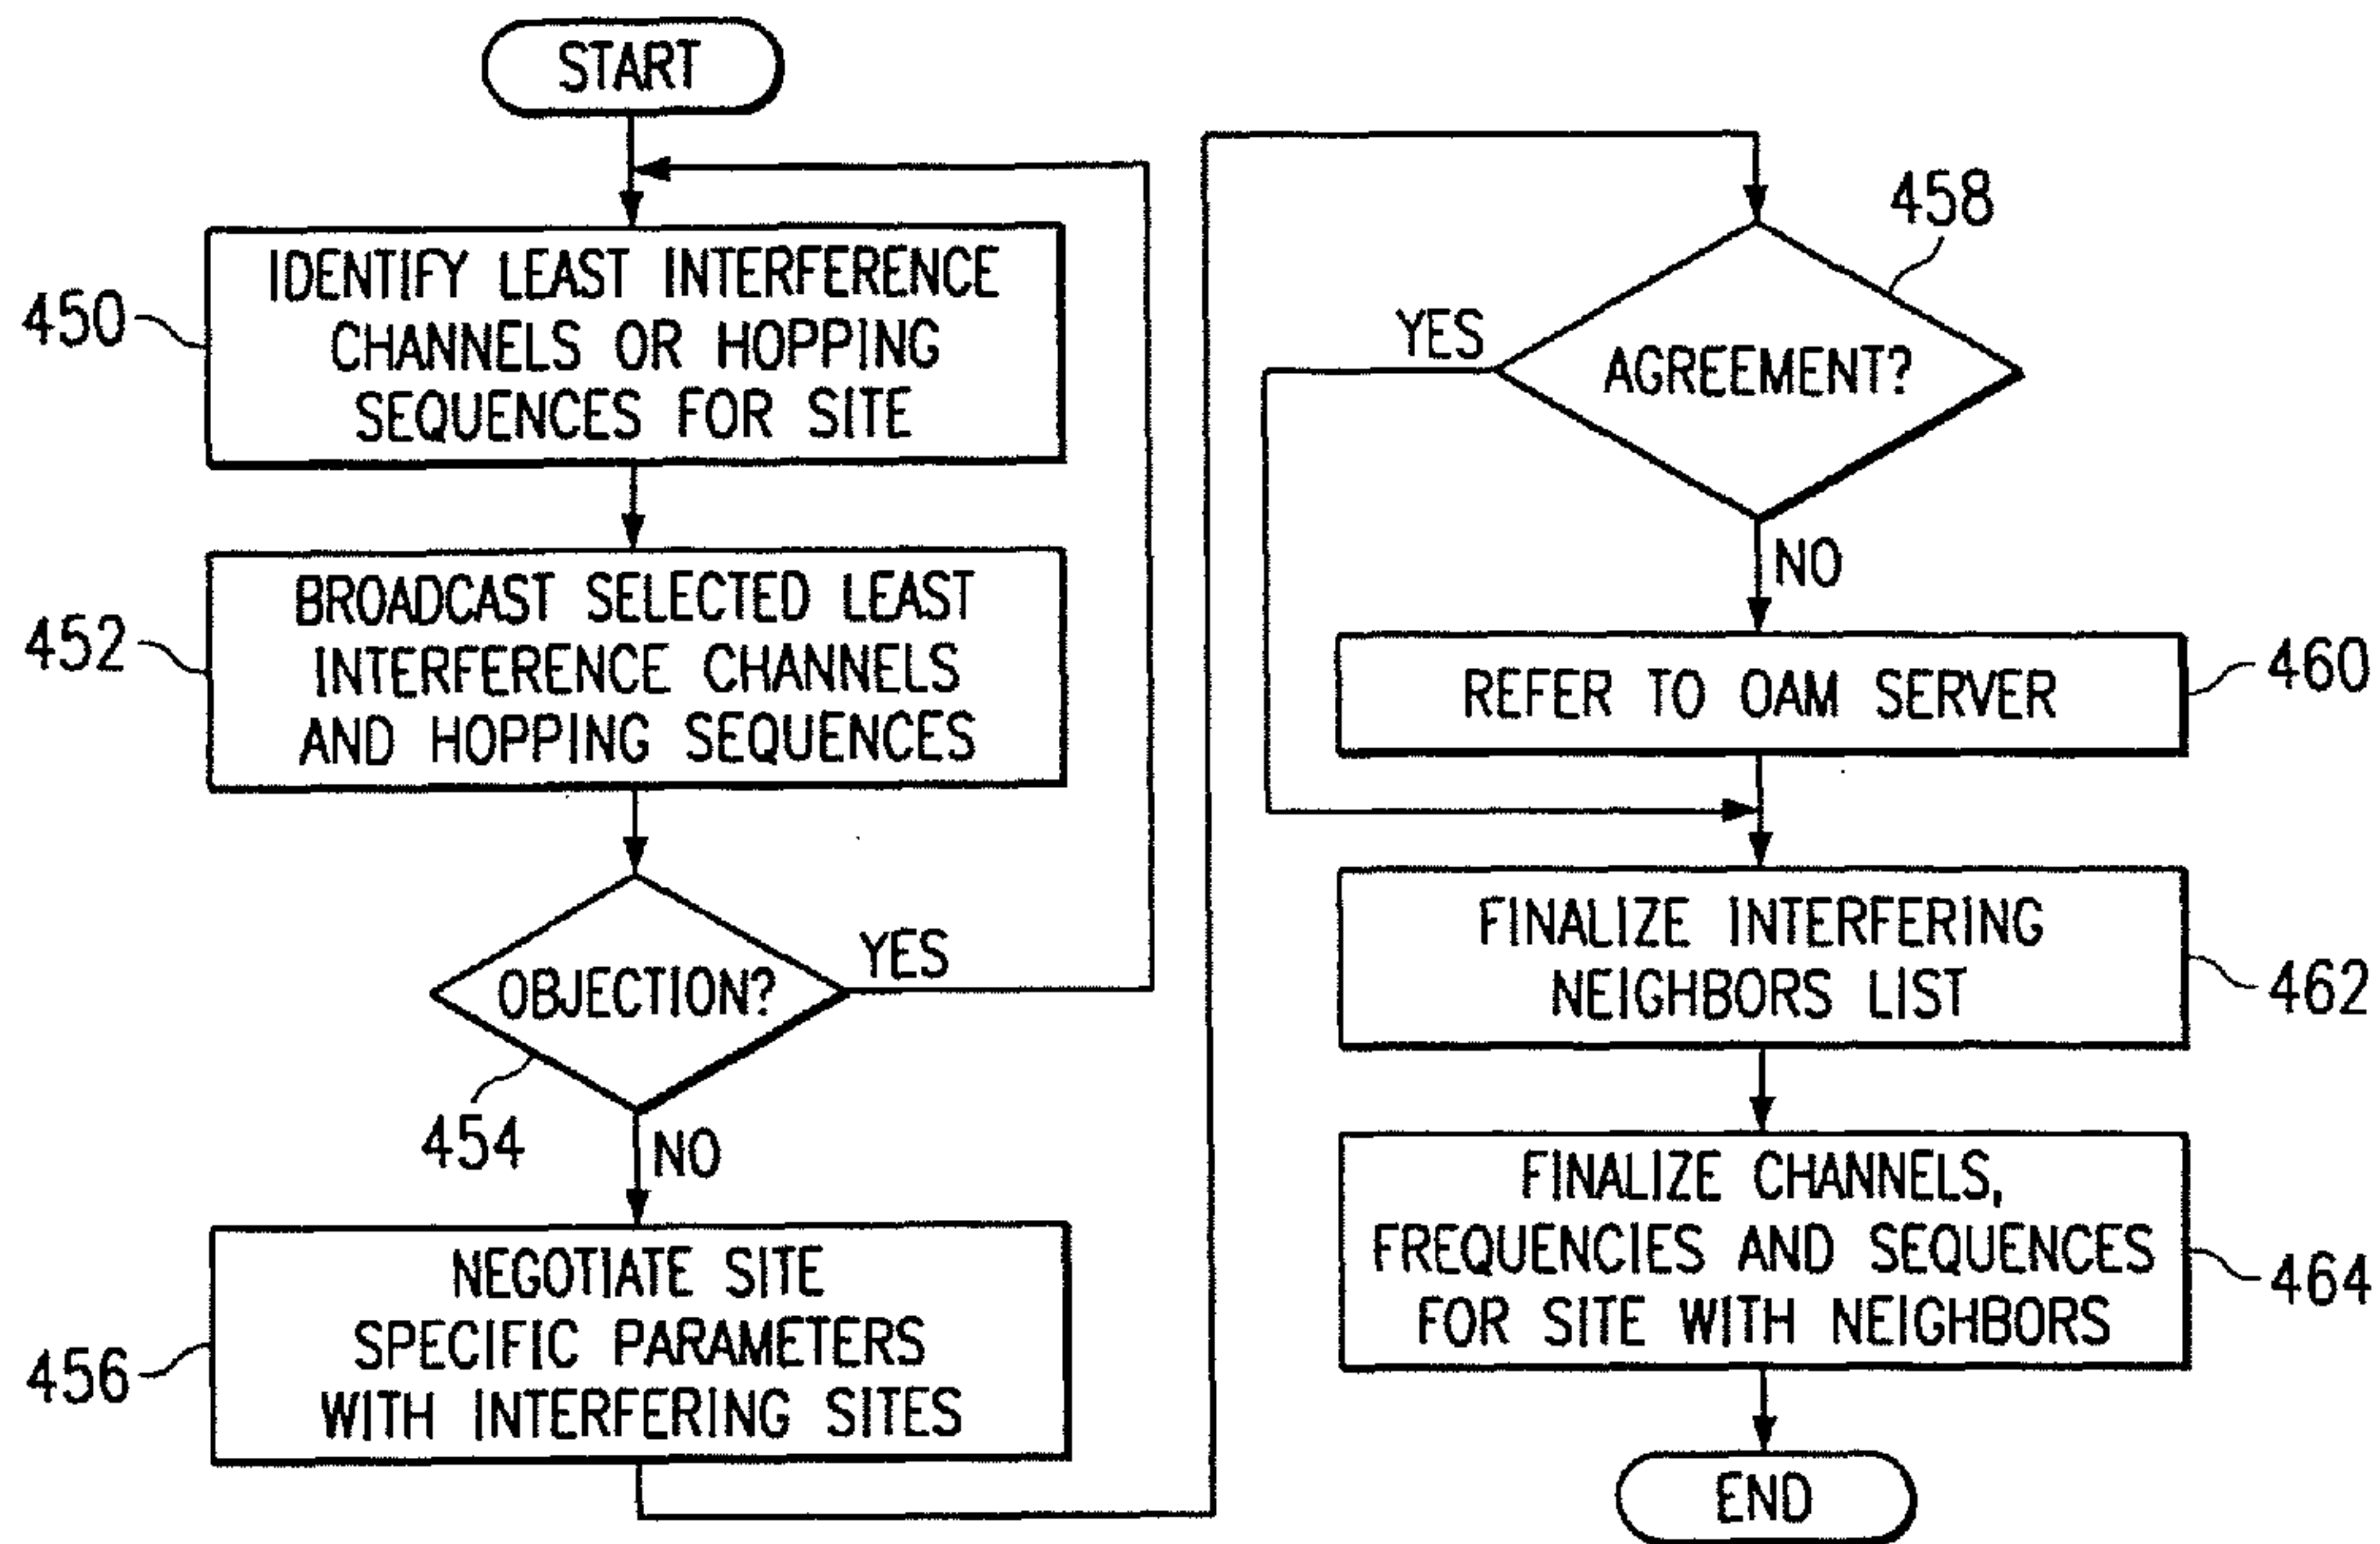 START
450
IDENTIFY LEAST INTERFERENCE
CHANNELS OR HOPPING
SEQUENCES FOR SITE
452
BROADCAST SELECTED LEAST
INTERFERENCE CHANNELS
AND HOPPING SEQUENCES
OBJECTION?
YES
454
NO
456
NEGOTIATE SITE
SPECIFIC PARAMETERS
WITH INTERFERING SITES
458
YES
AGREEMENT?
NO
REFER TO OAM SERVER
460
FINALIZE INTERFERING
NEIGHBORS LIST
462
FINALIZE CHANNELS,
FREQUENCIES AND SEQUENCES
FOR SITE WITH NEIGHBORS
464
END